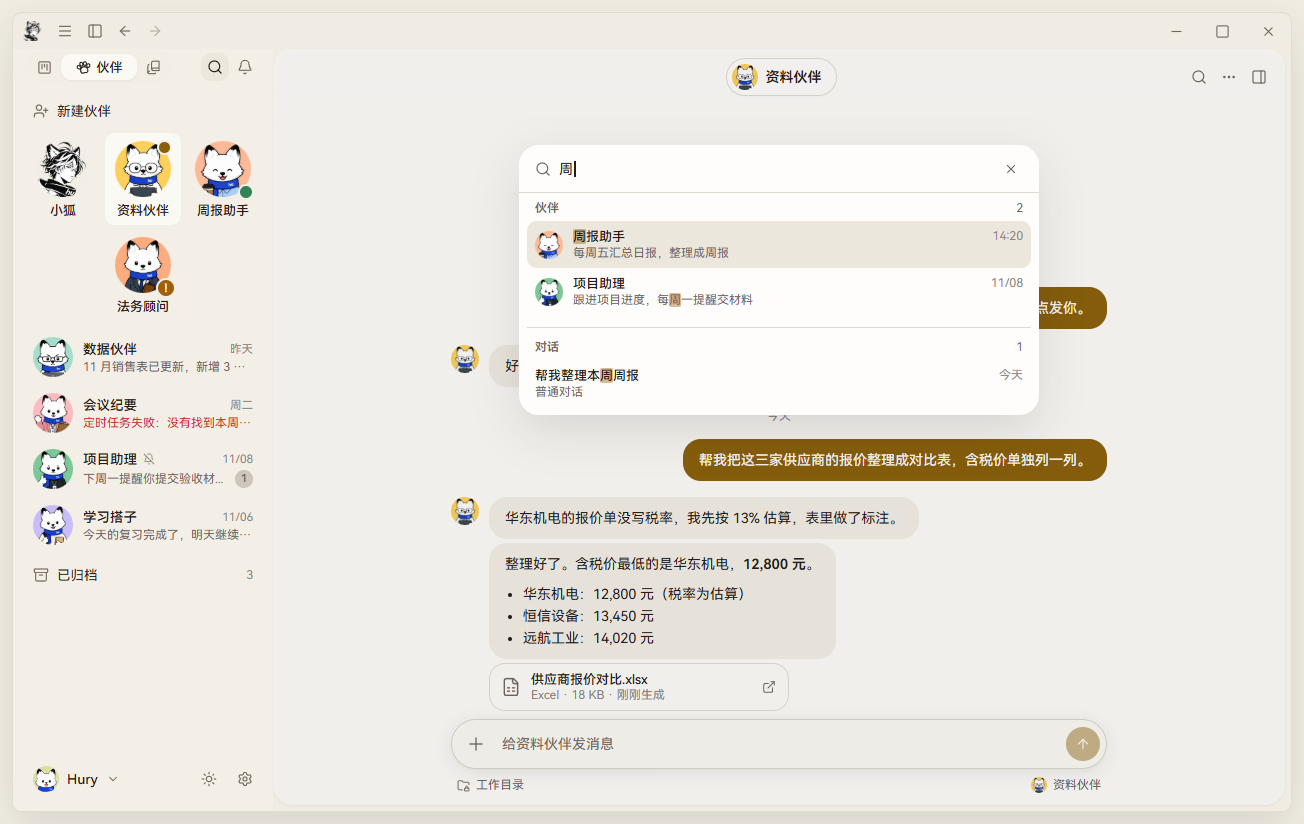 伙伴
新建伙伴
小狐
资料伙伴
周报助手
法务顾问
!
数据伙伴
昨天
11 月销售表已更新，新增 3 ···
会议纪要
周二
定时任务失败：没有找到本周···
项目助理
11/08
下周一提醒你提交验收材...
1
学习搭子
11/06
今天的复习完成了，明天继续···
已归档
3
Hury
资料伙伴
周
伙伴
2
周报助手
14:20
每周五汇总日报，整理成周报
项目助理
11/08
跟进项目进度，每周一提醒交材料
对话
1
帮我整理本周周报
今天
普通对话
点发你。
好
今天
帮我把这三家供应商的报价整理成对比表，含税价单独列一列。
华东机电的报价单没写税率，我先按 13% 估算，表里做了标注。
整理好了。含税价最低的是华东机电，12,800 元。
• 华东机电：12,800 元（税率为估算）
• 恒信设备：13,450 元
• 远航工业：14,020 元
供应商报价对比.xlsx
Excel · 18 KB · 刚刚生成
给资料伙伴发消息
工作目录
资料伙伴